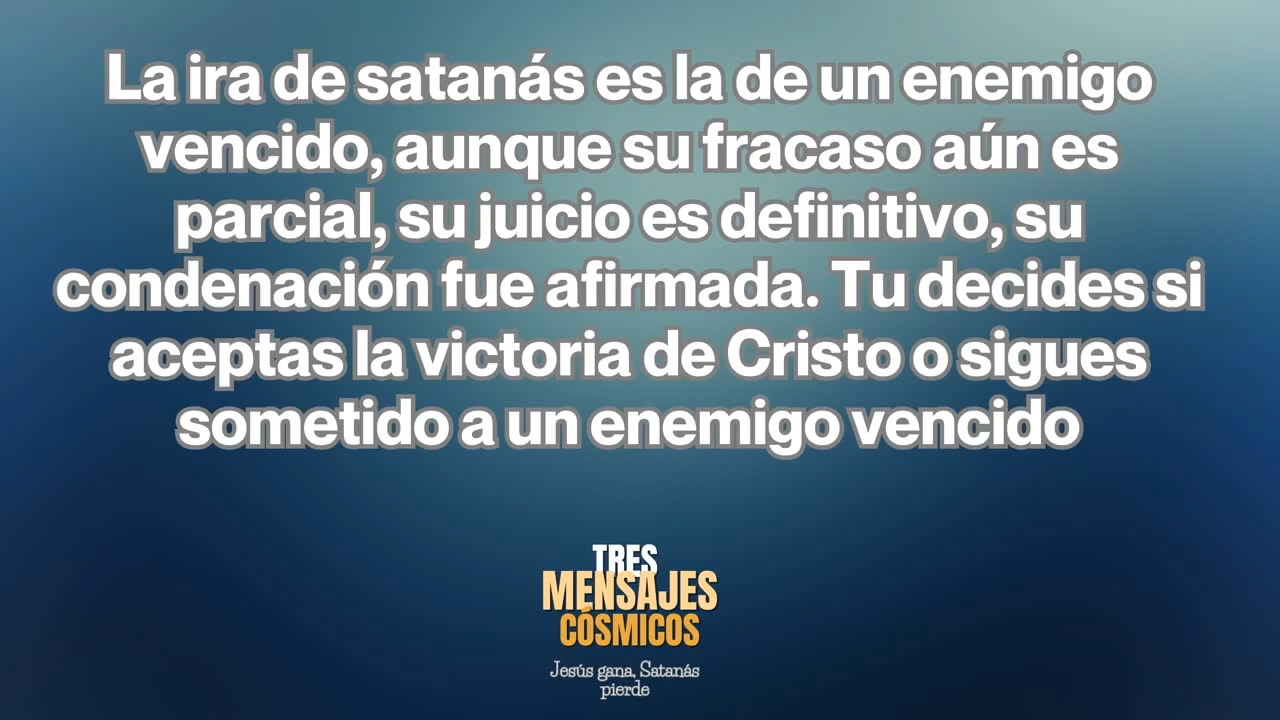 La ira de satanás es la de un enemigo
vencido, aunque su fracaso aún es
parcial, su juicio es definitivo, su
condenación fue afirmada. Tu decides si
aceptas la victoria de Cristo o sigues
sometido a un enemigo vencido
TRES
MENSAJES
CÓSMICOS
Jesús gana, Satanás
pierde